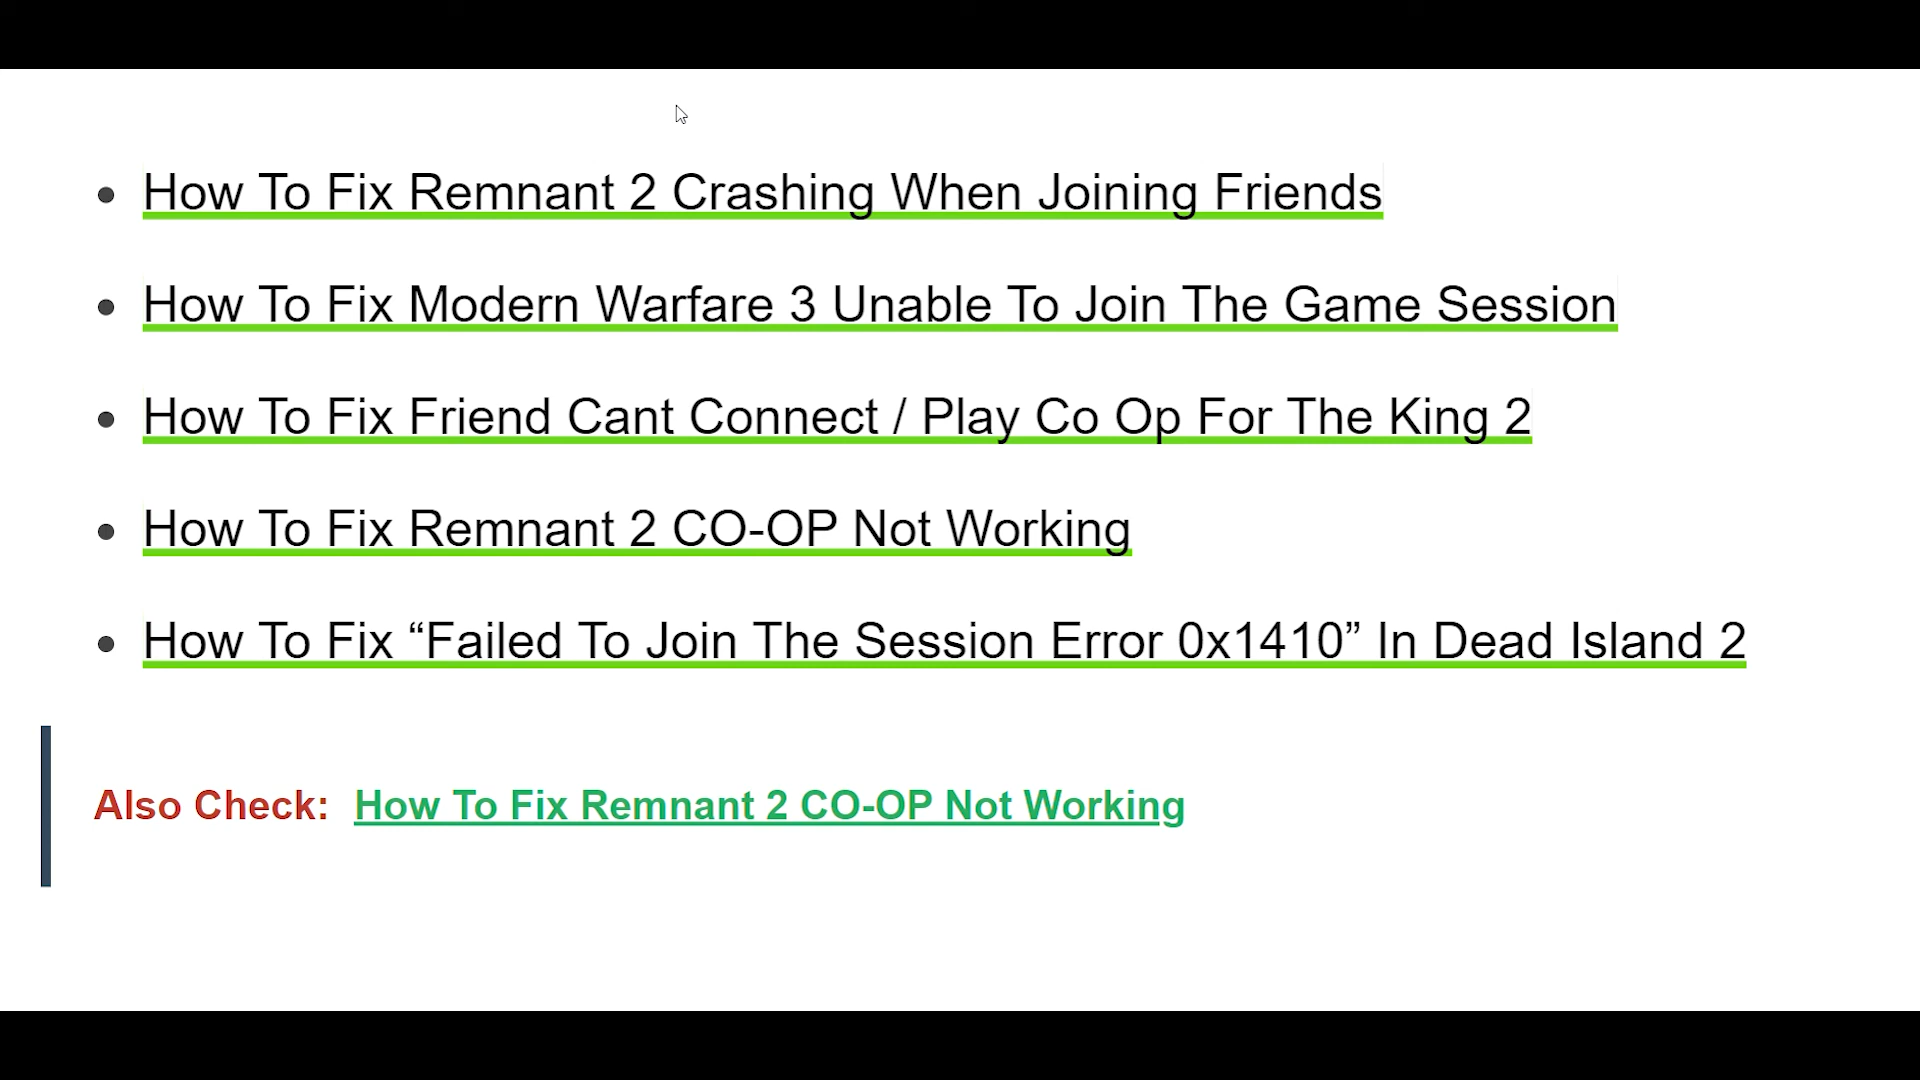 How To Fix Remnant 2 Crashing When Joining Friends
How To Fix Modern Warfare 3 Unable To Join The Game Session
How To Fix Friend Cant Connect / Play Co Op For The King 2
How To Fix Remnant 2 CO-OP Not Working
How To Fix “Failed To Join The Session Error 0x1410” In Dead Island 2
Also Check: How To Fix Remnant 2 CO-OP Not Working